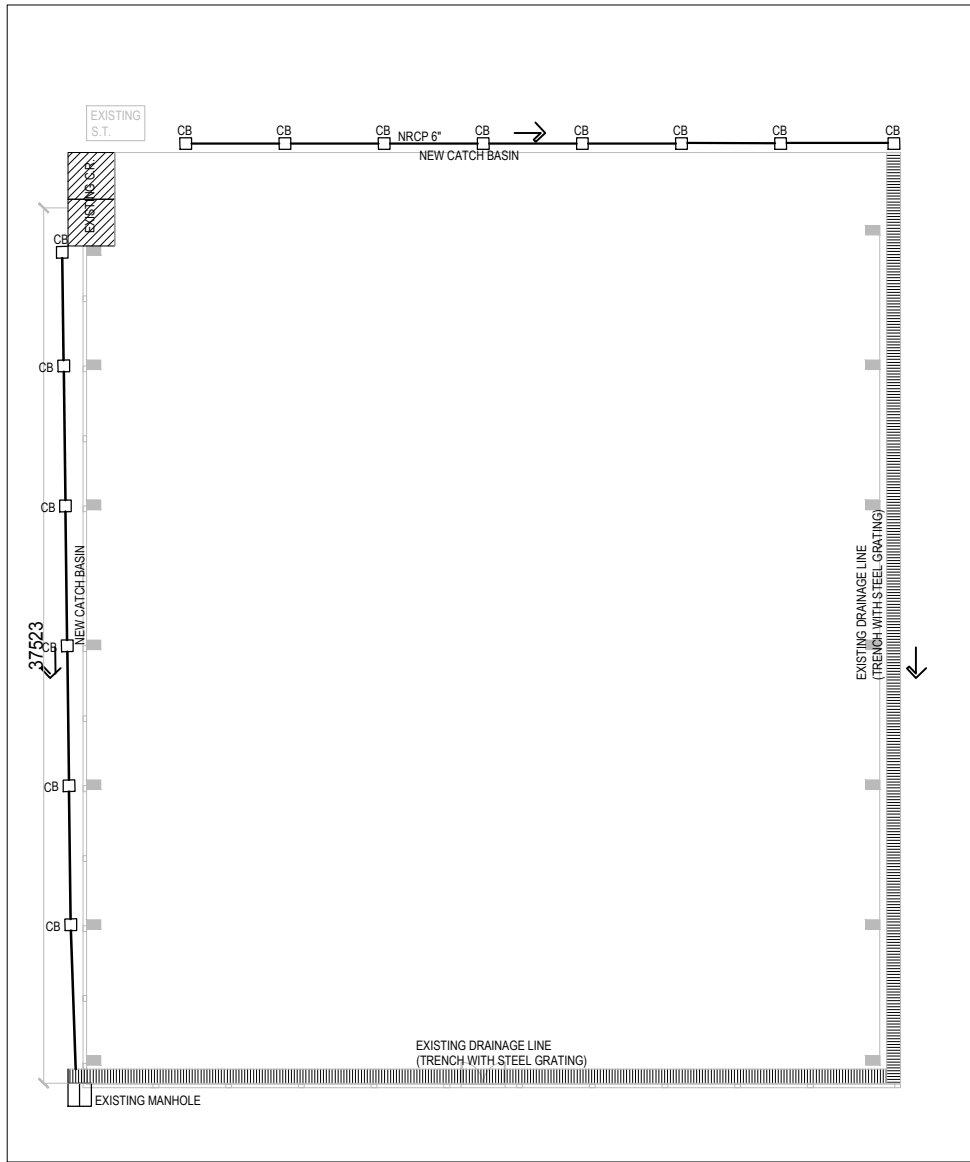 EXISTING
S.T.
CB
CB
CB
CB
CB
CB
CB
CB
NRCP 6"
NEW CATCH BASIN
EXISTING C.R.
CB
CB
CB
NEW CATCH BASIN
CB
37523
CB
CB
EXISTING DRAINAGE LINE
(TRENCH WITH STEEL GRATING)
EXISTING DRAINAGE LINE
(TRENCH WITH STEEL GRATING)
EXISTING MANHOLE